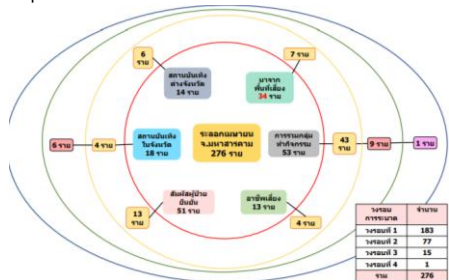 6
ราย
7
ราย
สถานบันเทิง
ต่างจังหวัด
14 ราย
มาจาก
พื้นที่เสี่ยง
34 ราย
6 ราย
4 ราย
สถานบันเทิง
ในจังหวัด
18 ราย
ระลอกเมษายน
จ.มหาสารคาม
276 ราย
การรวมกลุ่ม
ทำกิจกรรม
53 ราย
43
ราย
9 ราย
1 ราย
สัมผัสผู้ป่วย
ยืนยัน
51 ราย
อาชีพเสี่ยง
13 ราย
13
ราย
4 ราย
วงรอบ
การระบาด
จำนวน
วงรอบที่ 1 183
วงรอบที่ 2 77
วงรอบที่ 3 15
วงรอบที่ 4 1
รวม 276